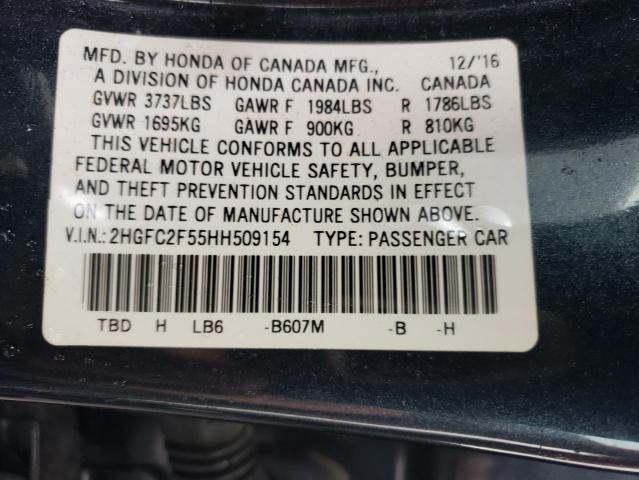 MFD. BY HONDA OF CANADA MFG., 12/'16
A DIVISION OF HONDA CANADA INC. CANADA
GVWR 3737LBS GAWR F 1984LBS R 1786LBS
GVWR 1695KG GAWR F 900KG R 810KG
THIS VEHICLE CONFORMS TO ALL APPLICABLE
FEDERAL MOTOR VEHICLE SAFETY, BUMPER,
AND THEFT PREVENTION STANDARDS IN EFFECT
ON THE DATE OF MANUFACTURE SHOWN ABOVE.
V.I.N.: 2HGFC2F55HH509154 TYPE: PASSENGER CAR
TBD H LB6 -B607M -B -H